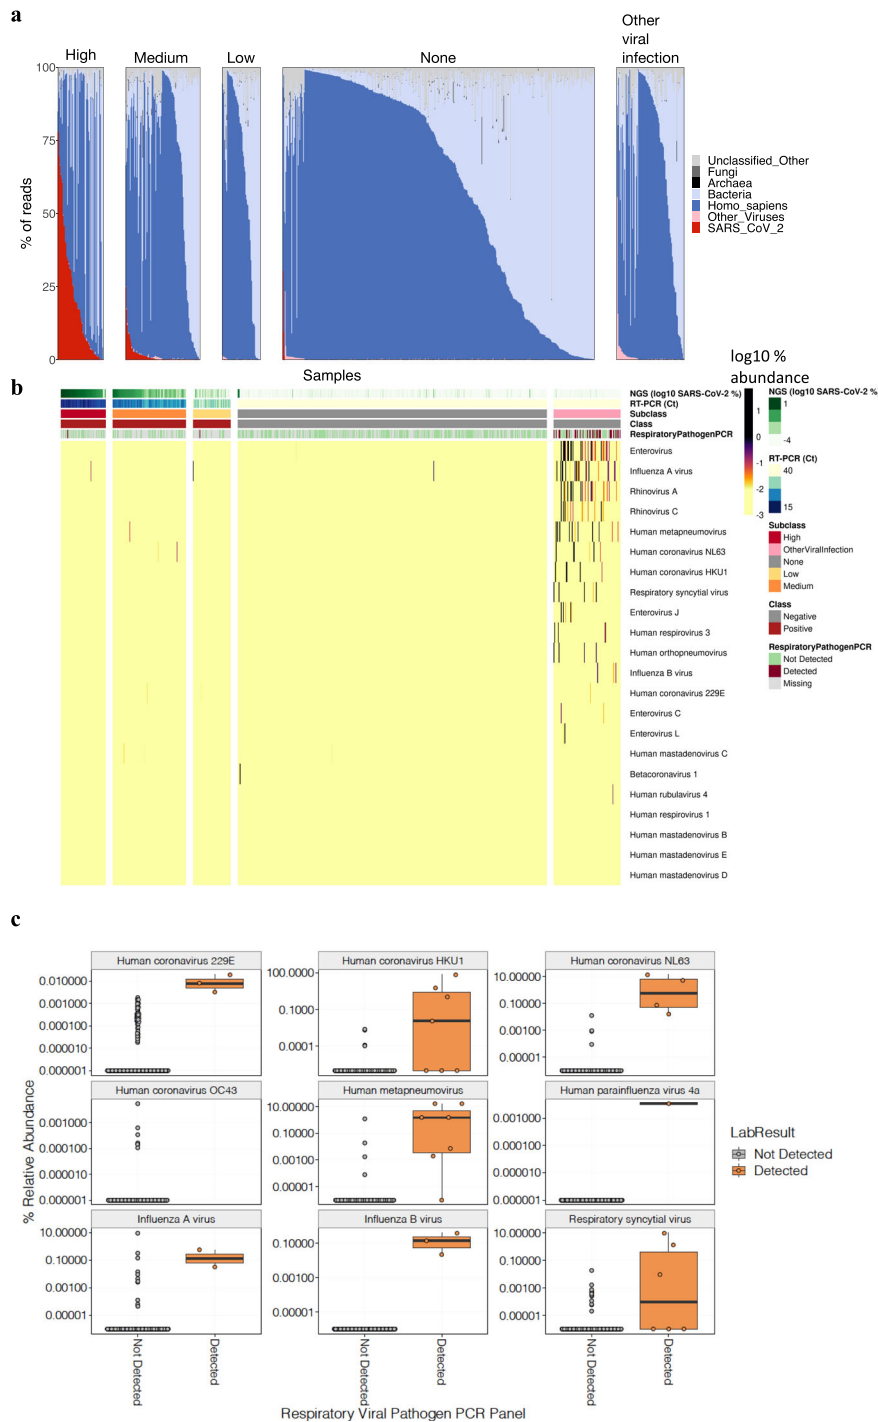 a
High
Medium
Low
None
Other
viral
infection
100
75
50
25
0
% of reads
Unclassified_Other
Fungi
Archaea
Bacteria
Homo_sapiens
Other_Viruses
SARS_CoV_2
Samples
b
log10 %
abundance
NGS (log10 SARS-CoV-2 %)
RT-PCR (Ct)
Subclass
Class
RespiratoryPathogenPCR
Enterovirus
Influenza A virus
Rhinovirus A
Rhinovirus C
Human metapneumovirus
Human coronavirus NL63
Human coronavirus HKU1
Respiratory syncytial virus
Enterovirus J
Human respirovirus 3
Human orthopneumovirus
Influenza B virus
Human coronavirus 229E
Enterovirus C
Enterovirus L
Human mastadenovirus C
Betacoronavirus 1
Human rubulavirus 4
Human respirovirus 1
Human mastadenovirus B
Human mastadenovirus E
Human mastadenovirus D
1
0
-1
-2
-3
NGS (log10 SARS-CoV-2 %
1
-4
RT-PCR (Ct)
40
15
Subclass
High
OtherViralInfection
None
Low
Medium
Class
Negative
Positive
RespiratoryPathogenPCR
Not Detected
Detected
Missing
c
% Relative Abundance
Human coronavirus 229E
0.010000
0.001000
0.000100
0.000010
0.000001
Human coronavirus HKU1
100.0000
0.1000
0.0001
Human coronavirus NL63
10.00000
0.10000
0.00100
0.00001
Human coronavirus OC43
0.001000
0.000100
0.000010
0.000001
Human metapneumovirus
10.00000
0.10000
0.00100
0.00001
Human parainfluenza virus 4a
0.001000
0.000100
0.000010
0.000001
Influenza A virus
10.00000
0.10000
0.00100
0.00001
Influenza B virus
0.10000
0.00100
0.00001
Respiratory syncytial virus
10.00000
0.10000
0.00100
0.00001
Not Detected
Detected
Not Detected
Detected
Not Detected
Detected
Respiratory Viral Pathogen PCR Panel
LabResult
Not Detected
Detected